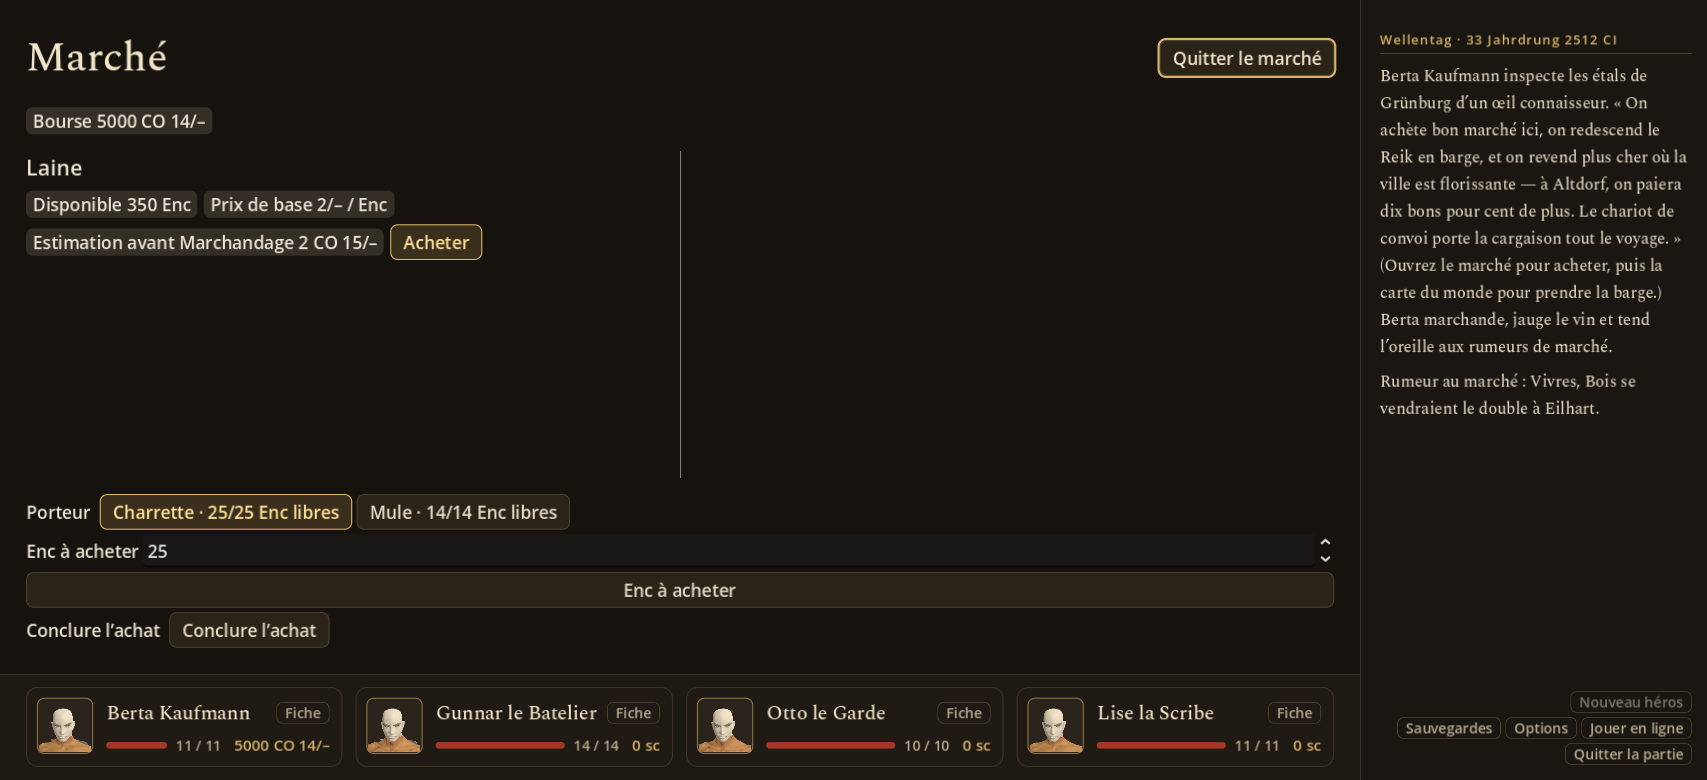 Marché
Quitter le marché
Bourse 5000 CO 14/–
Laine
Disponible 350 Enc
Prix de base 2/– / Enc
Estimation avant Marchandage 2 CO 15/–
Acheter
Porteur
Charrette · 25/25 Enc libres
Mule · 14/14 Enc libres
Enc à acheter 25
Enc à acheter
Conclure l’achat
Conclure l’achat
Berta Kaufmann
Fiche
11 / 11
5000 CO 14/–
Gunnar le Batelier
Fiche
14 / 14
0 sc
Otto le Garde
Fiche
10 / 10
0 sc
Lise la Scribe
Fiche
11 / 11
0 sc
Wellentag · 33 Jahrdrung 2512 CI
Berta Kaufmann inspecte les étals de
Grünburg d’un œil connaisseur. « On
achète bon marché ici, on redescend le
Reik en barge, et on revend plus cher où la
ville est florissante — à Altdorf, on paiera
dix bons pour cent de plus. Le chariot de
convoi porte la cargaison tout le voyage. »
(Ouvrez le marché pour acheter, puis la
carte du monde pour prendre la barge.)
Berta marchande, jauge le vin et tend
l’oreille aux rumeurs de marché.
Rumeur au marché : Vivres, Bois se
vendraient le double à Eilhart.
Nouveau héros
Sauvegardes
Options
Jouer en ligne
Quitter la partie